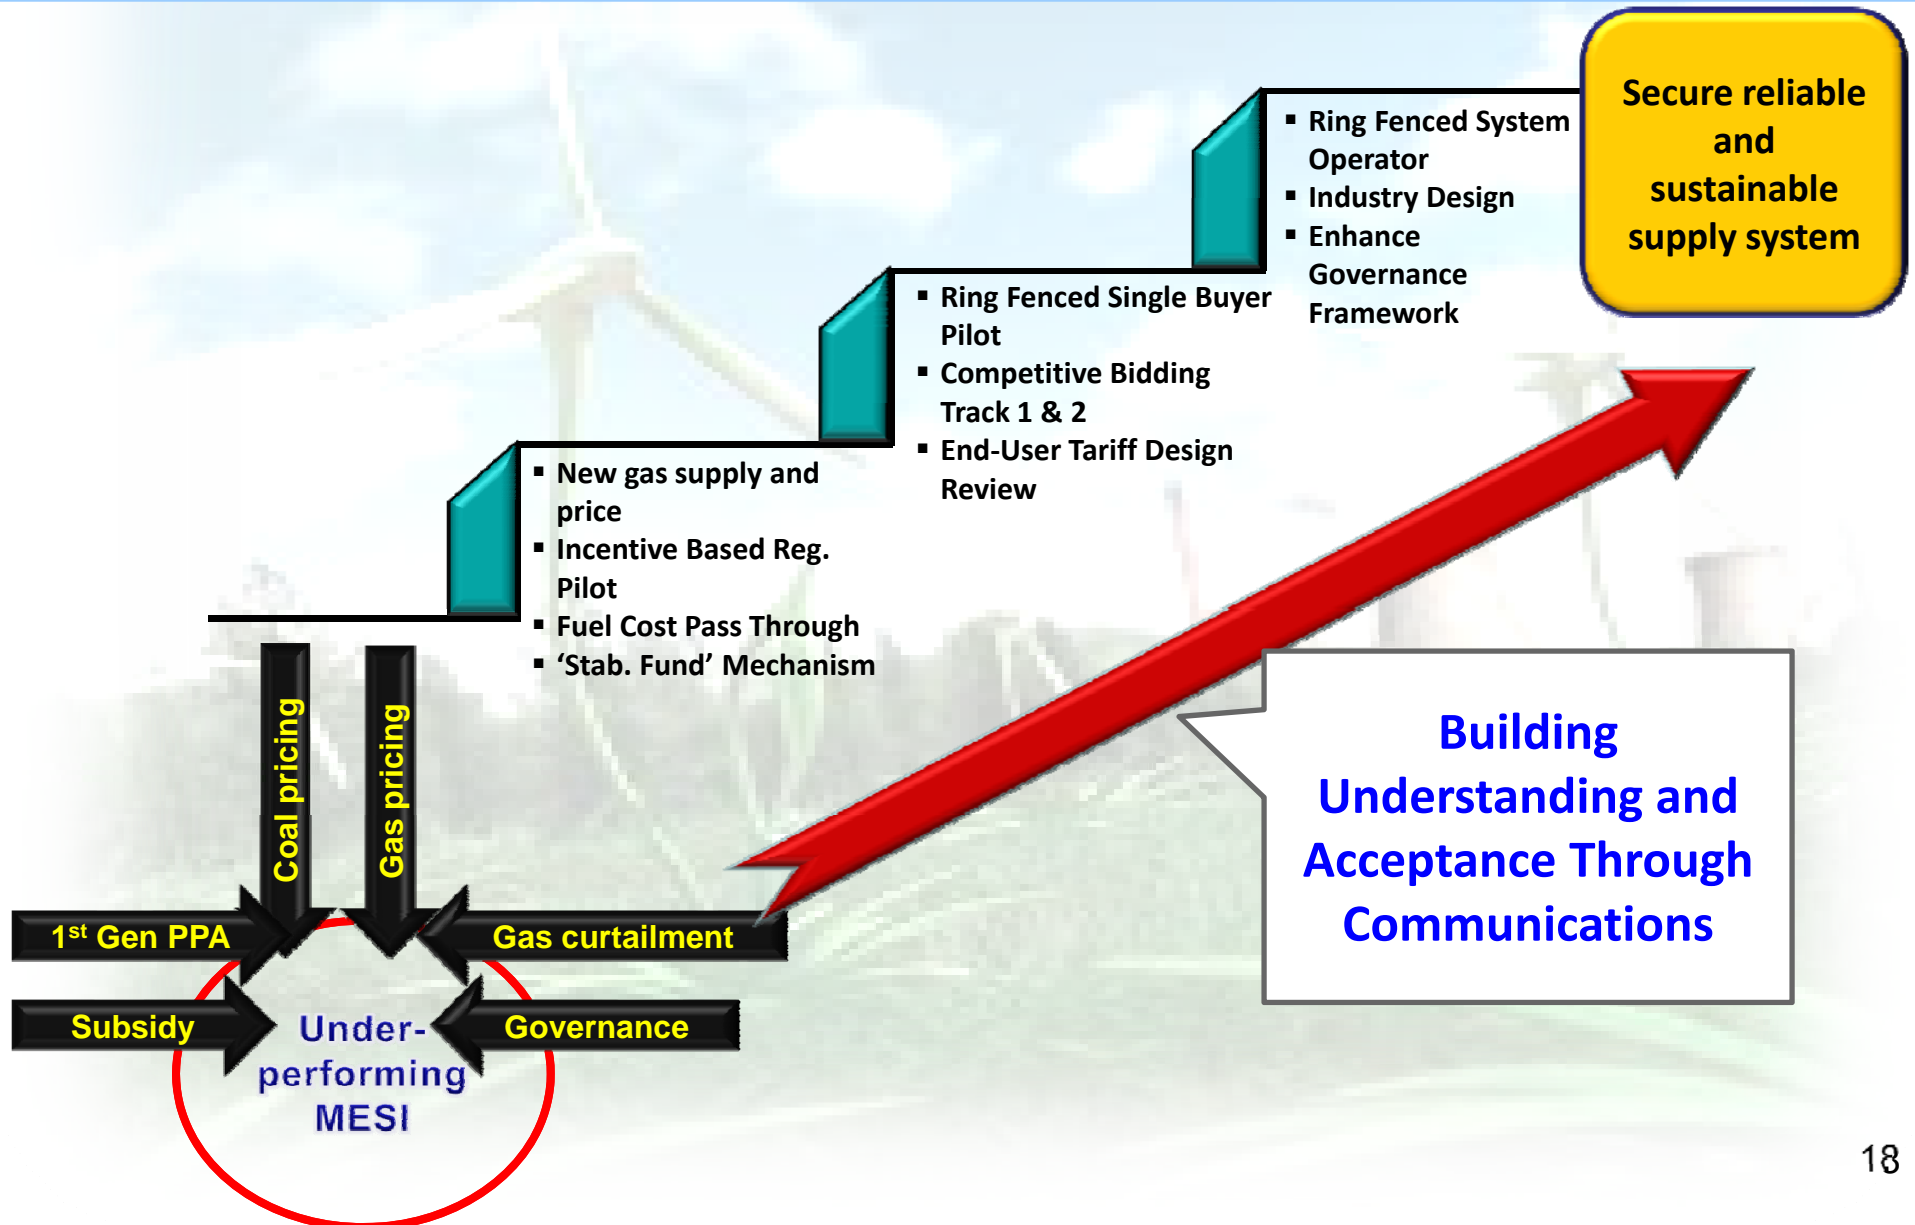 Secure reliable
and
sustainable
supply system
▪ Ring Fenced System
Operator
▪ Industry Design
▪ Enhance
Governance
Framework
▪ Ring Fenced Single Buyer
Pilot
▪ Competitive Bidding
Track 1 & 2
▪ End-User Tariff Design
Review
▪ New gas supply and
price
▪ Incentive Based Reg.
Pilot
▪ Fuel Cost Pass Through
▪ ‘Stab. Fund’ Mechanism
Coal pricing
Gas pricing
1st Gen PPA
Gas curtailment
Subsidy
Governance
Under-
performing
MESI
Building
Understanding and
Acceptance Through
Communications